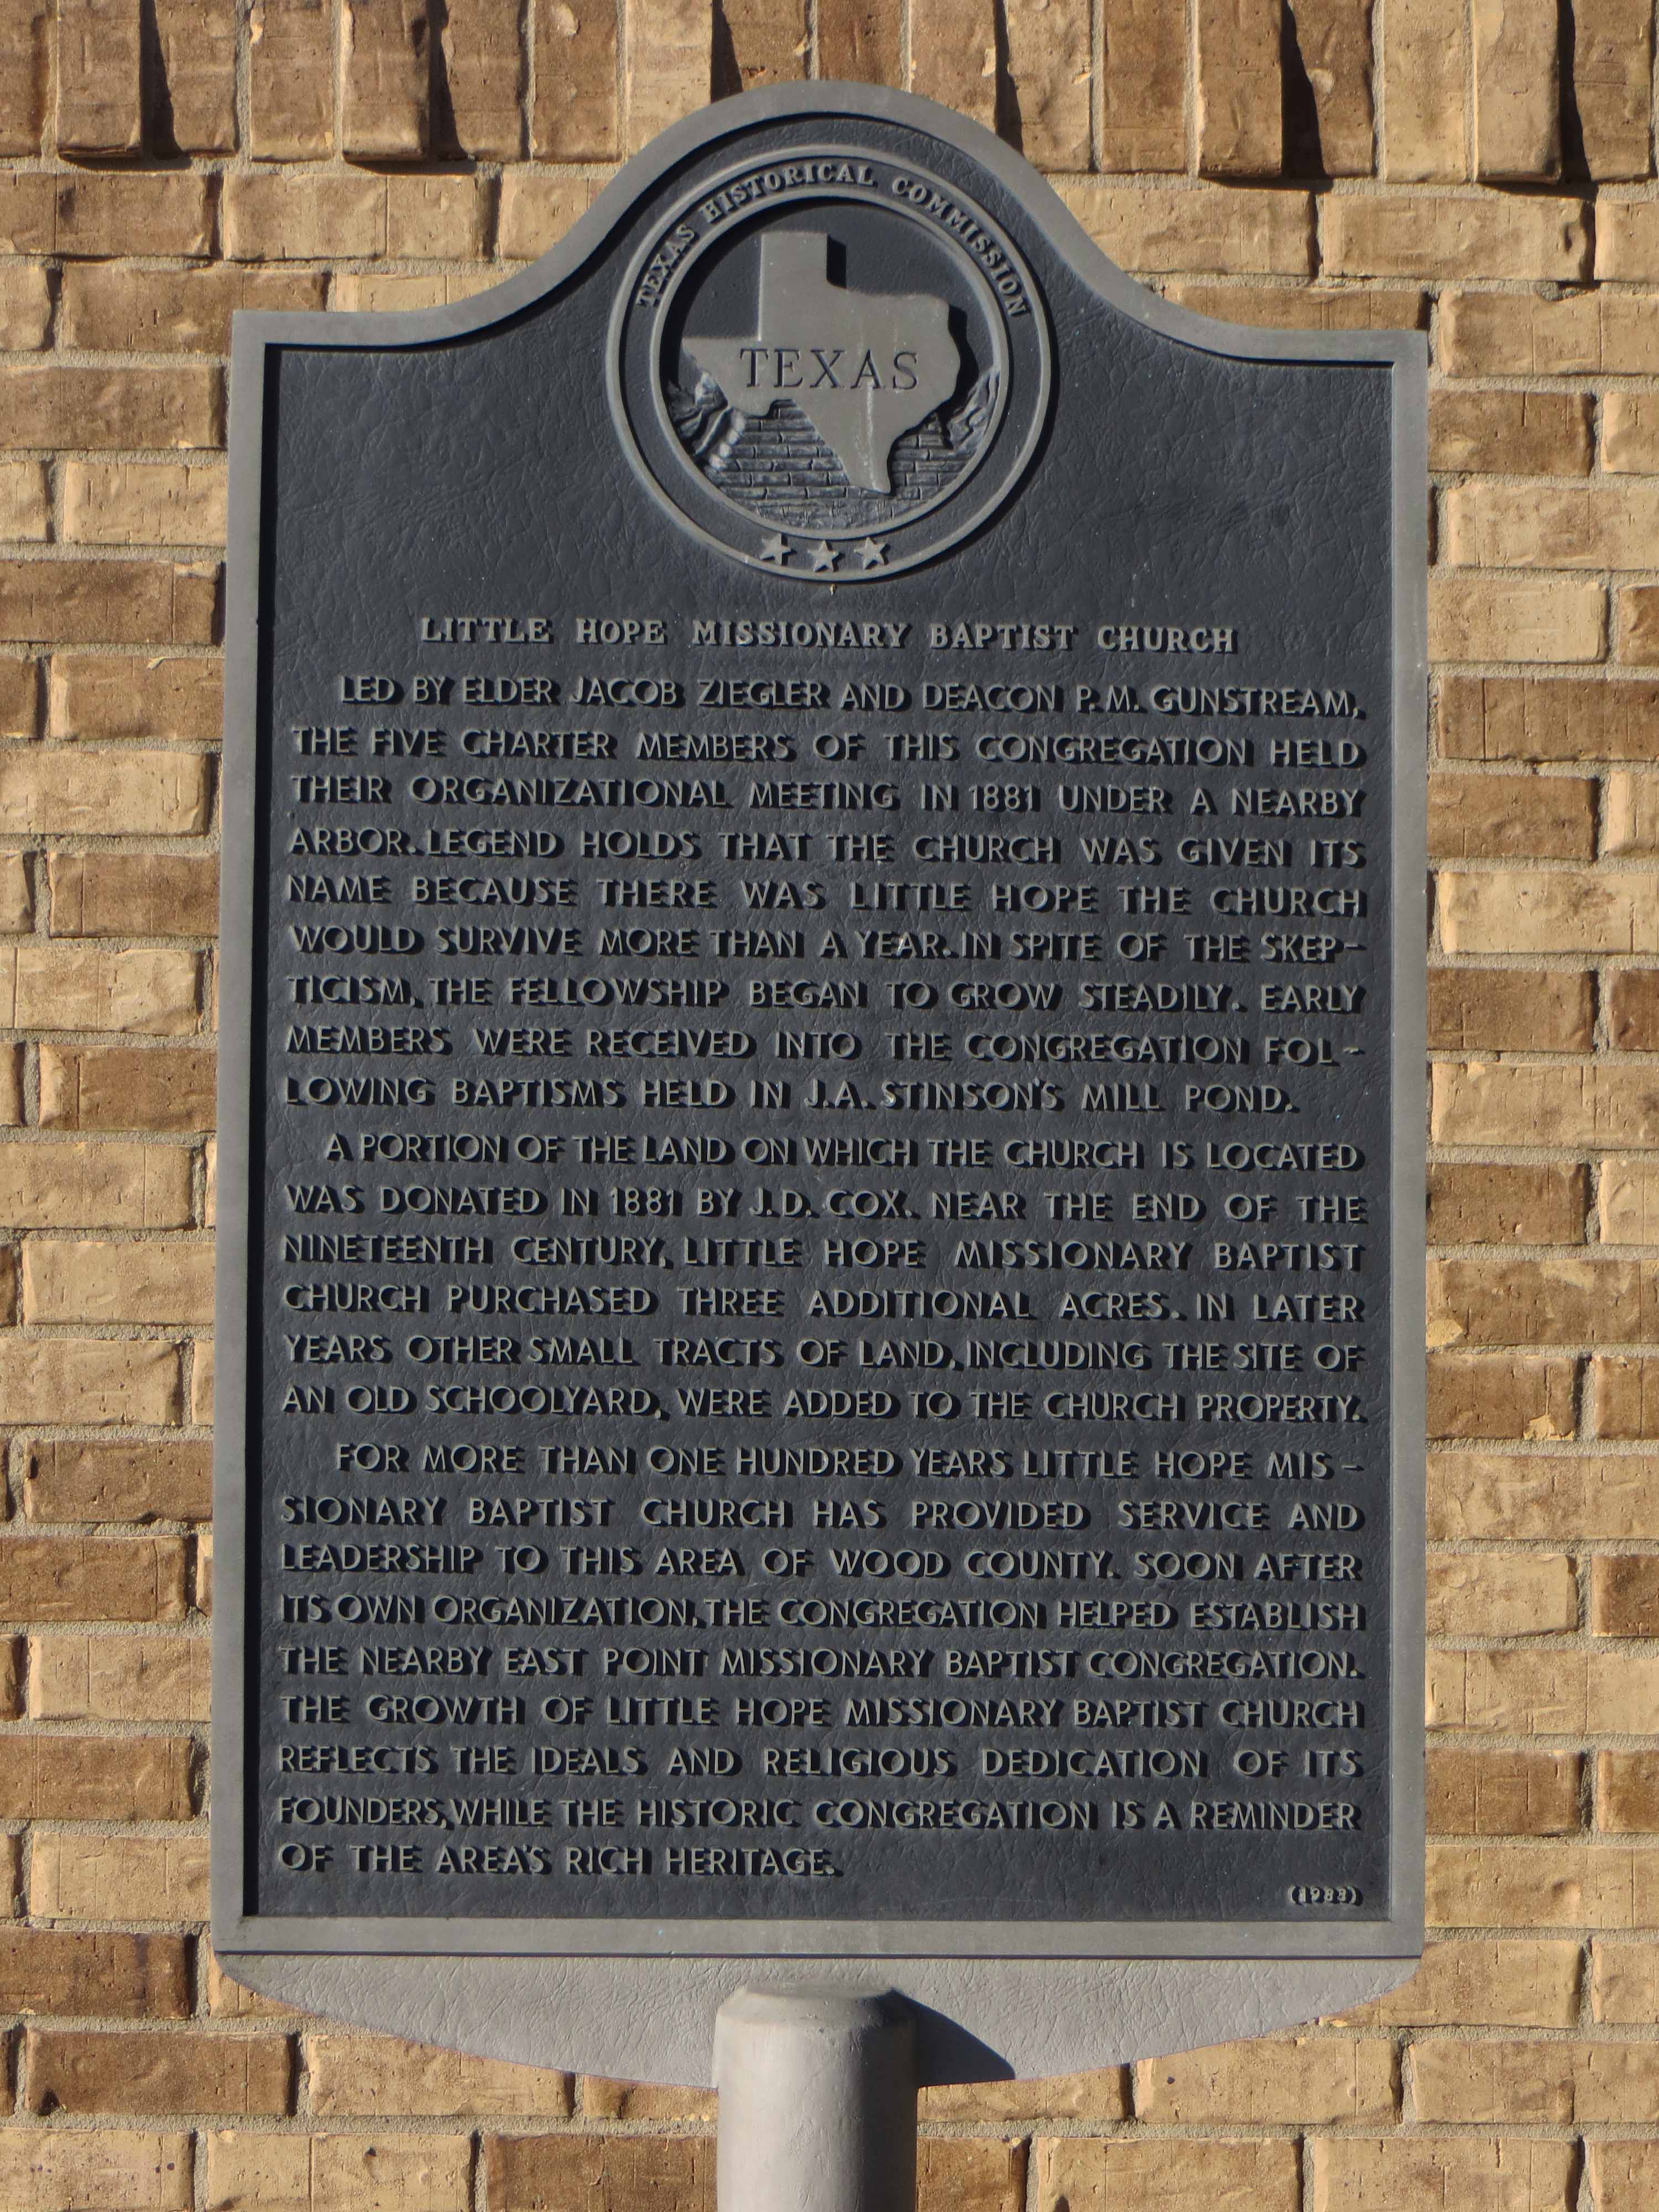 TEXAS HISTORICAL COMMISSION
TEXAS
LITTLE HOPE MISSIONARY BAPTIST CHURCH
LED BY ELDER JACOB ZIEGLER AND DEACON P.M. GUNSTREAM,
THE FIVE CHARTER MEMBERS OF THIS CONGREGATION HELD
THEIR ORGANIZATIONAL MEETING IN 1881 UNDER A NEARBY
ARBOR. LEGEND HOLDS THAT THE CHURCH WAS GIVEN ITS
NAME BECAUSE THERE WAS LITTLE HOPE THE CHURCH
WOULD SURVIVE MORE THAN A YEAR. IN SPITE OF THE SKEP-
TICISM, THE FELLOWSHIP BEGAN TO GROW STEADILY. EARLY
MEMBERS WERE RECEIVED INTO THE CONGREGATION FOL-
LOWING BAPTISMS HELD IN J.A. STINSON'S MILL POND.
A PORTION OF THE LAND ON WHICH THE CHURCH IS LOCATED
WAS DONATED IN 1881 BY J.D. COX. NEAR THE END OF THE
NINETEENTH CENTURY, LITTLE HOPE MISSIONARY BAPTIST
CHURCH PURCHASED THREE ADDITIONAL ACRES. IN LATER
YEARS OTHER SMALL TRACTS OF LAND, INCLUDING THE SITE OF
AN OLD SCHOOLYARD, WERE ADDED TO THE CHURCH PROPERTY.
FOR MORE THAN ONE HUNDRED YEARS LITTLE HOPE MIS-
SIONARY BAPTIST CHURCH HAS PROVIDED SERVICE AND
LEADERSHIP TO THIS AREA OF WOOD COUNTY. SOON AFTER
ITS OWN ORGANIZATION, THE CONGREGATION HELPED ESTABLISH
THE NEARBY EAST POINT MISSIONARY BAPTIST CONGREGATION.
THE GROWTH OF LITTLE HOPE MISSIONARY BAPTIST CHURCH
REFLECTS THE IDEALS AND RELIGIOUS DEDICATION OF ITS
FOUNDERS, WHILE THE HISTORIC CONGREGATION IS A REMINDER
OF THE AREA'S RICH HERITAGE.
(1983)